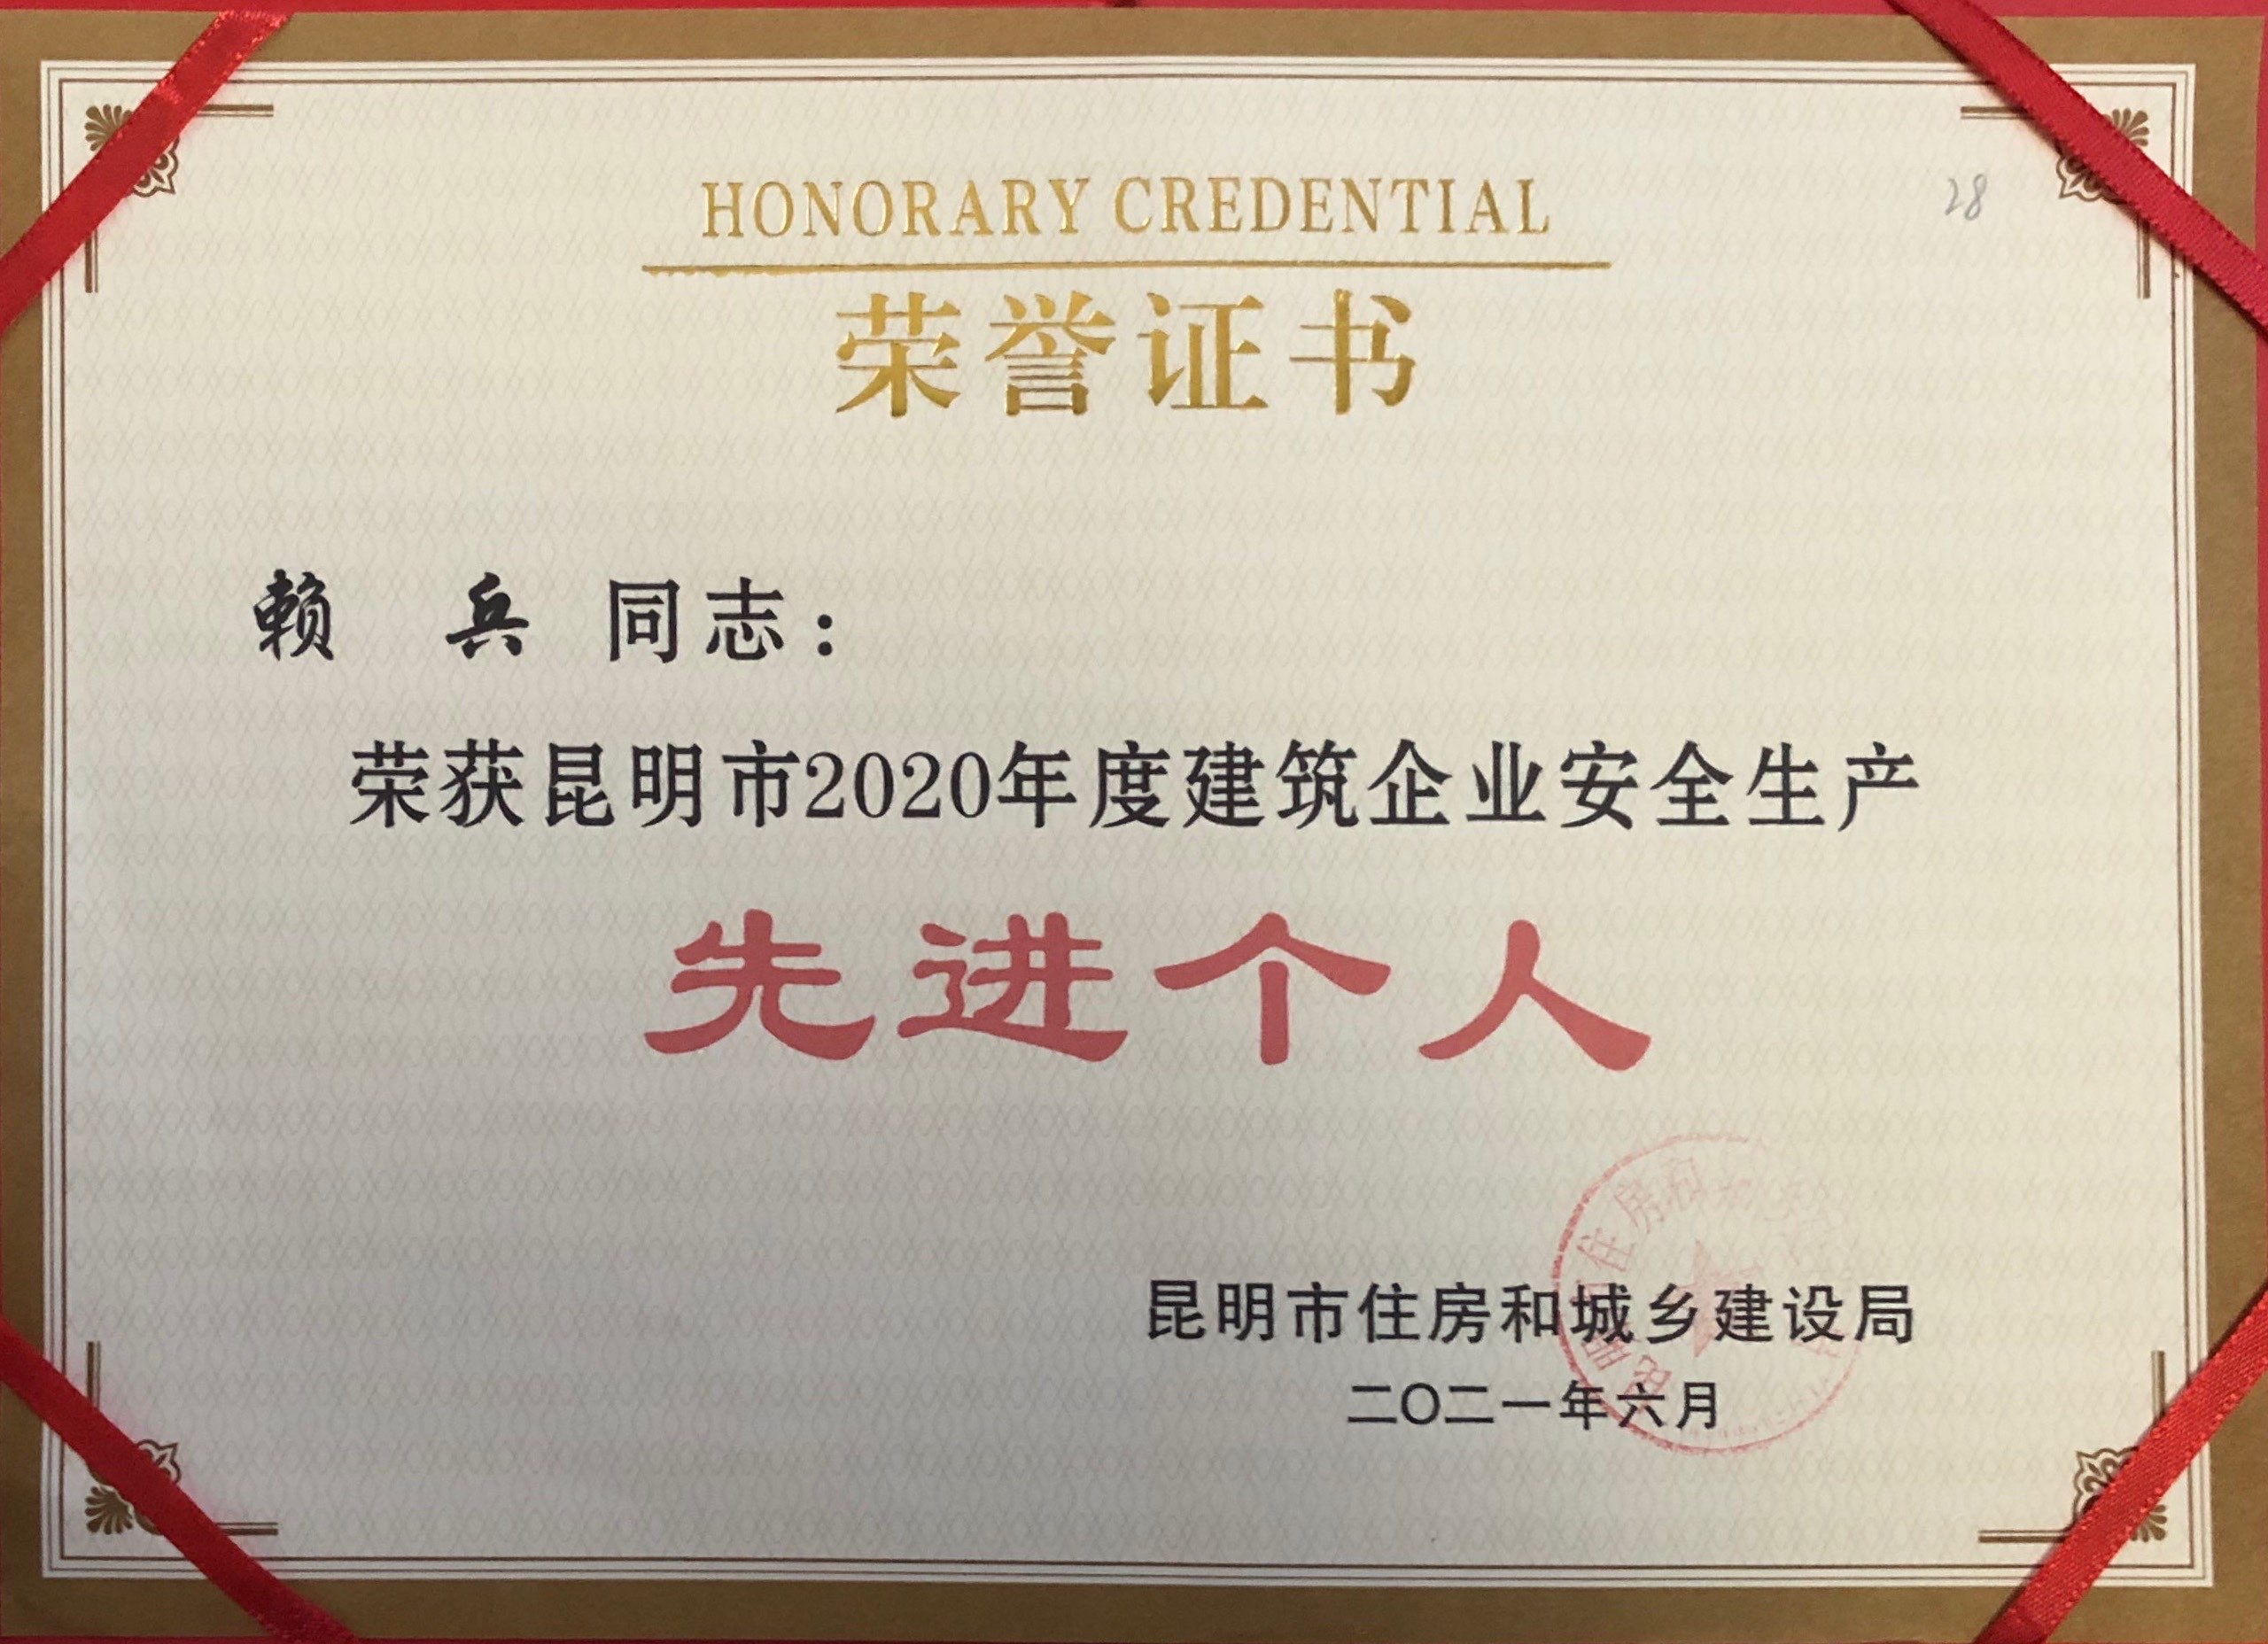 HONORARY CREDENTIAL
28
荣誉证书
赖 兵 同志：
荣获昆明市2020年度建筑企业安全生产
先进个人
昆明市住房和城乡建设局
二〇二一年六月